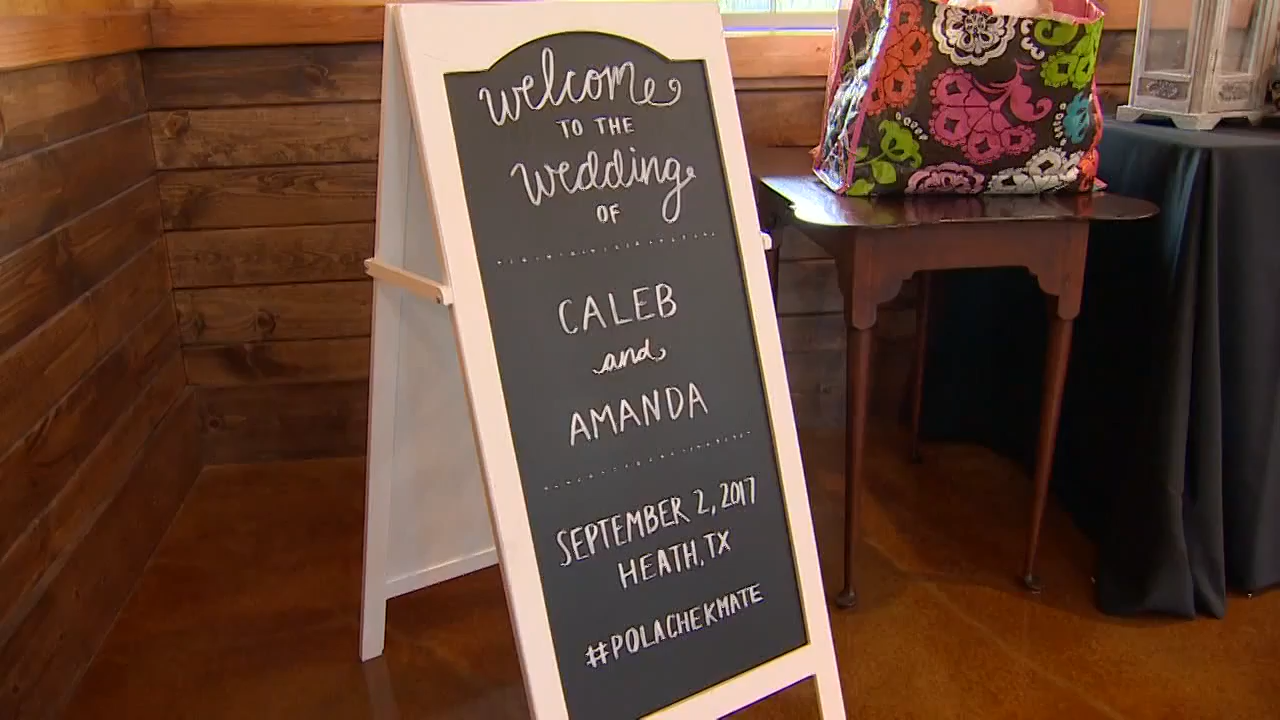 welcome
TO THE
wedding
OF
CALEB
and
AMANDA
SEPTEMBER 2, 2017
HEATH, TX
#POLACHEKMATE